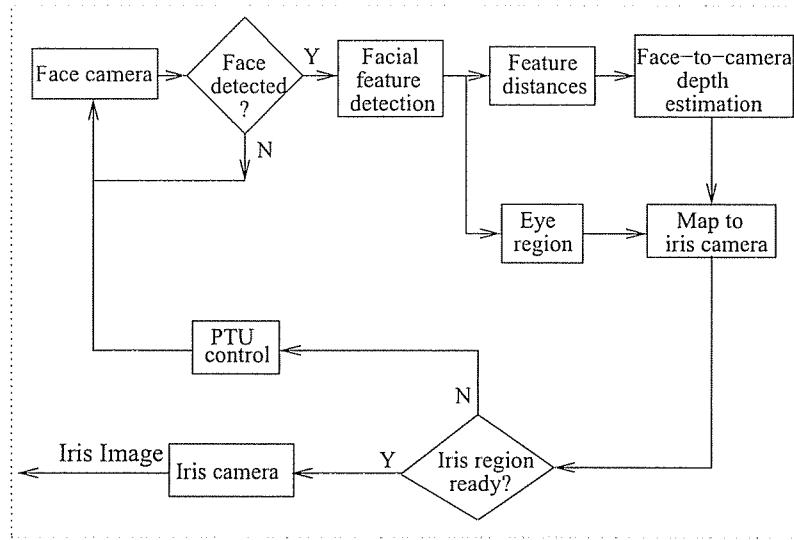 Face camera
Face
detected
?
Y
N
Facial
feature
detection
Feature
distances
Face-to-camera
depth
estimation
Eye
region
Map to
iris camera
PTU
control
N
Iris region
ready?
Y
Iris camera
Iris Image